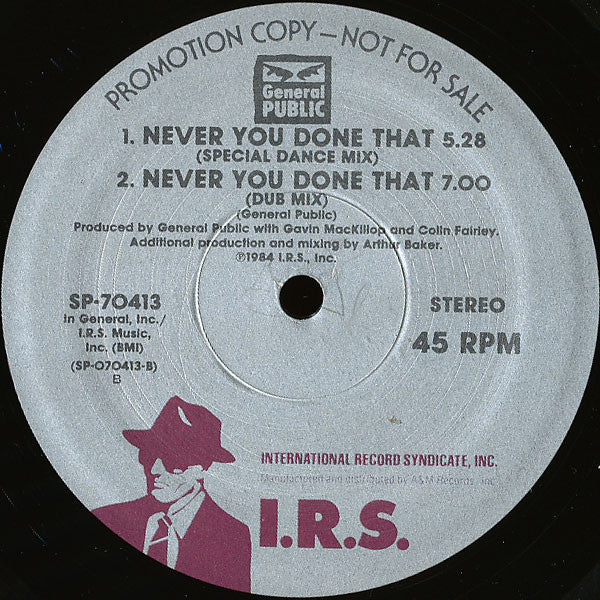 PROMOTION COPY — NOT FOR SALE
General
PUBLIC
1. NEVER YOU DONE THAT 5.28
(SPECIAL DANCE MIX)
2. NEVER YOU DONE THAT 7.00
(DUB MIX)
(General Public)
Produced by General Public with Gavin MacKillop and Colin Fairley.
Additional production and mixing by Arthur Baker.
℗1984 I.R.S., Inc.
SP-70413
In General, Inc./
I.R.S. Music,
Inc. (BMI)
(SP-070413-B)
B
STEREO
45 RPM
INTERNATIONAL RECORD SYNDICATE, INC.
Manufactured and distributed by A&M Records, Inc.
I.R.S.